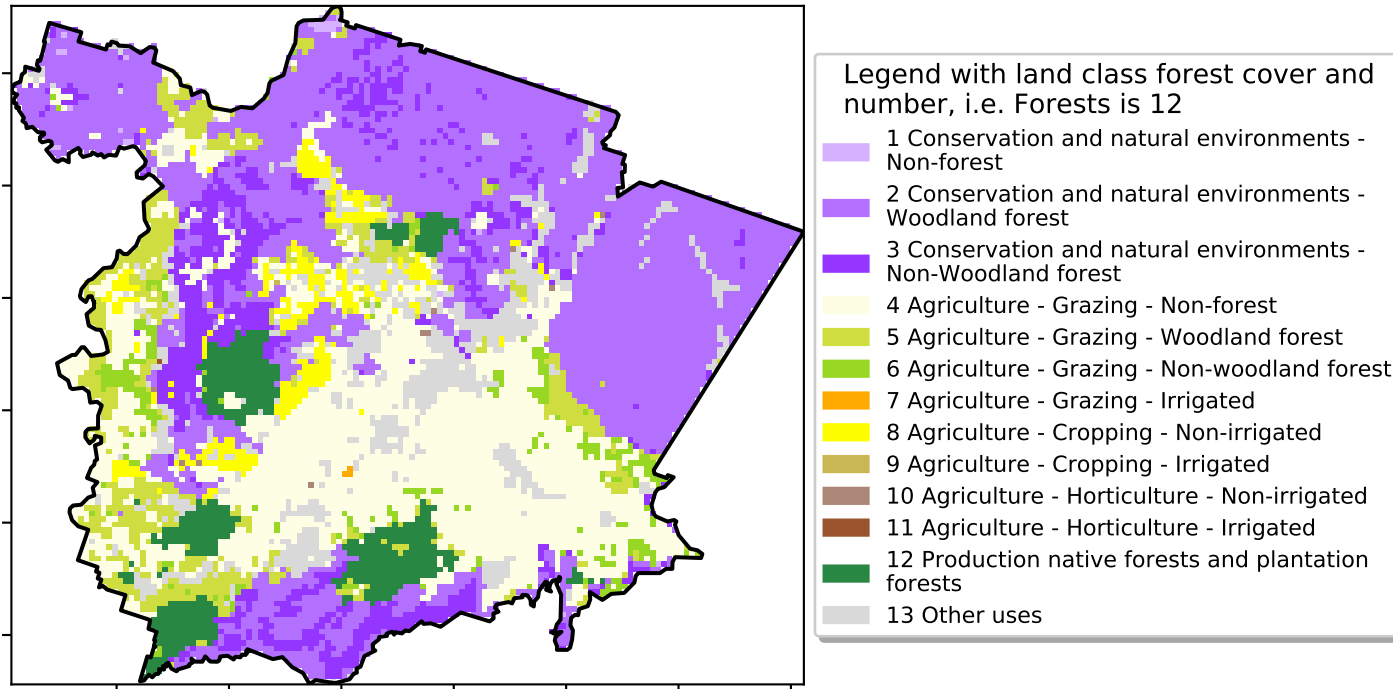 Legend with land class forest cover and
number, i.e. Forests is 12
1 Conservation and natural environments -
Non-forest
2 Conservation and natural environments -
Woodland forest
3 Conservation and natural environments -
Non-Woodland forest
4 Agriculture - Grazing - Non-forest
5 Agriculture - Grazing - Woodland forest
6 Agriculture - Grazing - Non-woodland forest
7 Agriculture - Grazing - Irrigated
8 Agriculture - Cropping - Non-irrigated
9 Agriculture - Cropping - Irrigated
10 Agriculture - Horticulture - Non-irrigated
11 Agriculture - Horticulture - Irrigated
12 Production native forests and plantation
forests
13 Other uses